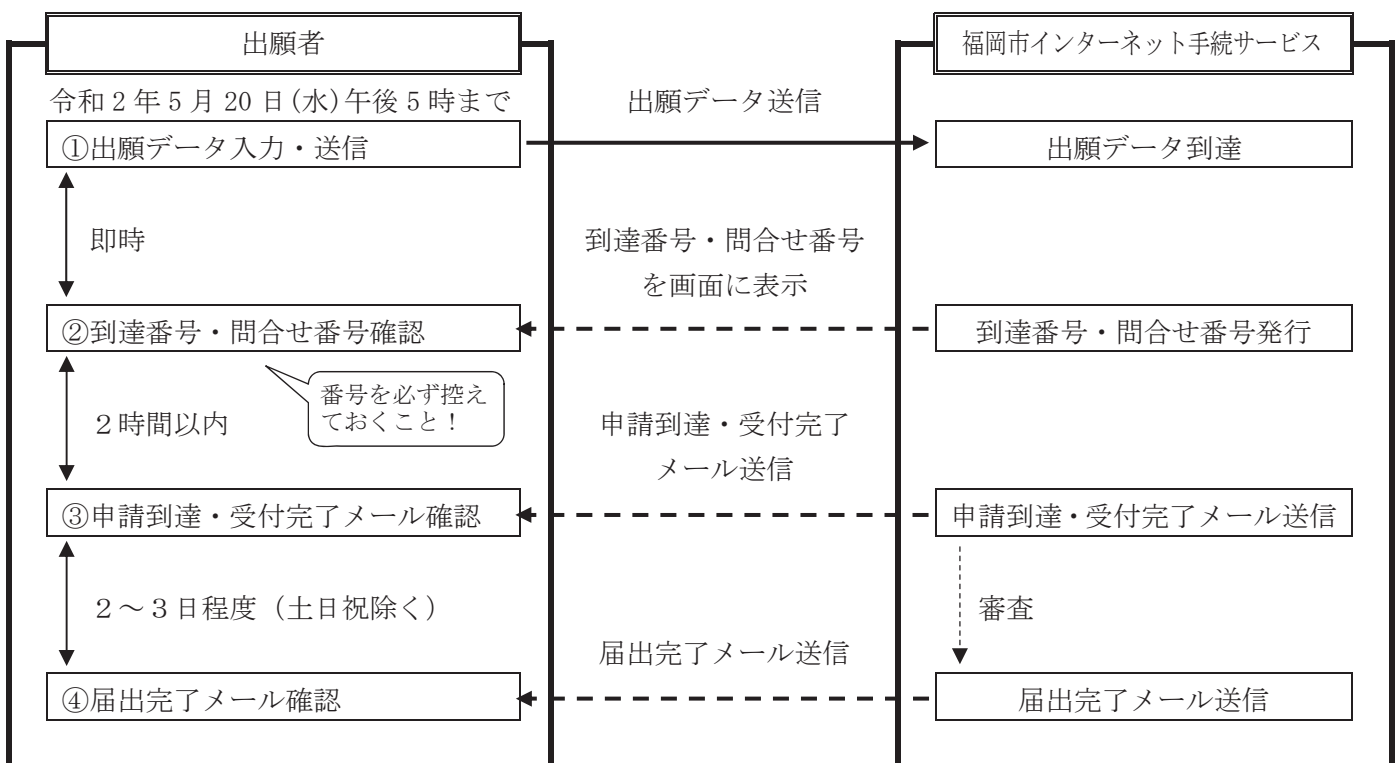 出願者
福岡市インターネット手続サービス
令和２年５月20日(水)午後５時まで
出願データ送信
①出願データ入力・送信
出願データ到達
即時
到達番号・問合せ番号
を画面に表示
②到達番号・問合せ番号確認
到達番号・問合せ番号発行
番号を必ず控え
ておくこと！
２時間以内
申請到達・受付完了
メール送信
③申請到達・受付完了メール確認
申請到達・受付完了メール送信
２～３日程度（土日祝除く）
審査
届出完了メール送信
④届出完了メール確認
届出完了メール送信